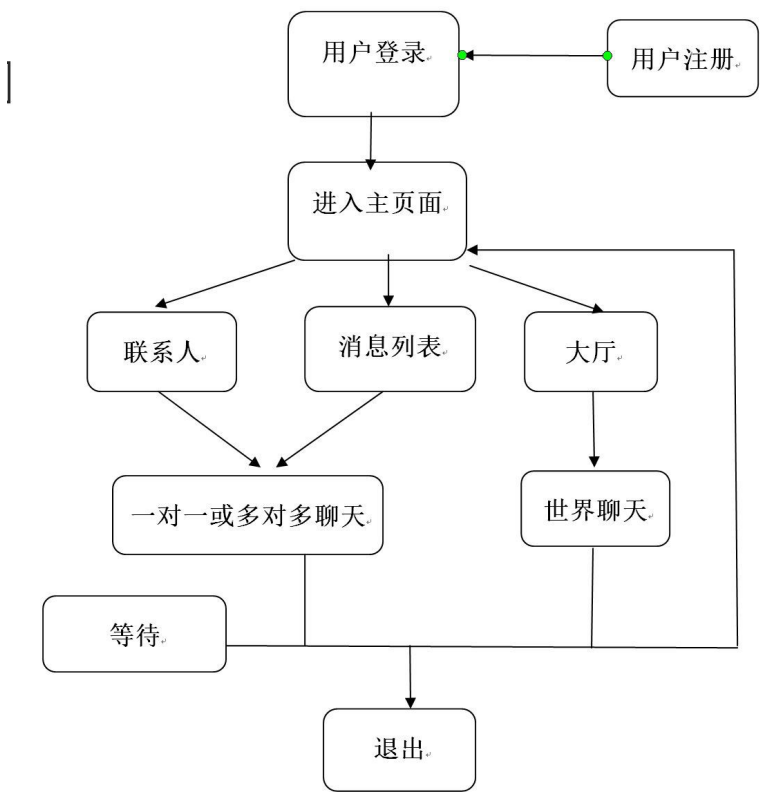 用户登录
用户注册
进入主页面
联系人
消息列表
大厅
一对一或多对多聊天
世界聊天
等待
退出